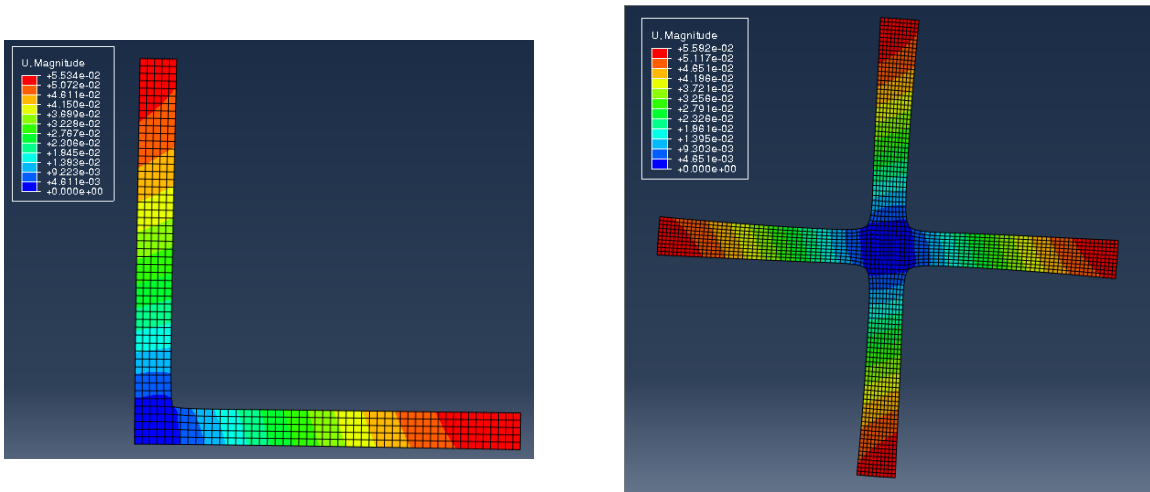 U, Magnitude
+5.534e-02
+5.072e-02
+4.611e-02
+4.150e-02
+3.689e-02
+3.228e-02
+2.767e-02
+2.306e-02
+1.845e-02
+1.383e-02
+9.223e-03
+4.611e-03
+0.000e+00
U, Magnitude
+5.582e-02
+5.117e-02
+4.651e-02
+4.186e-02
+3.721e-02
+3.256e-02
+2.791e-02
+2.326e-02
+1.861e-02
+1.395e-02
+9.303e-03
+4.651e-03
+0.000e+00